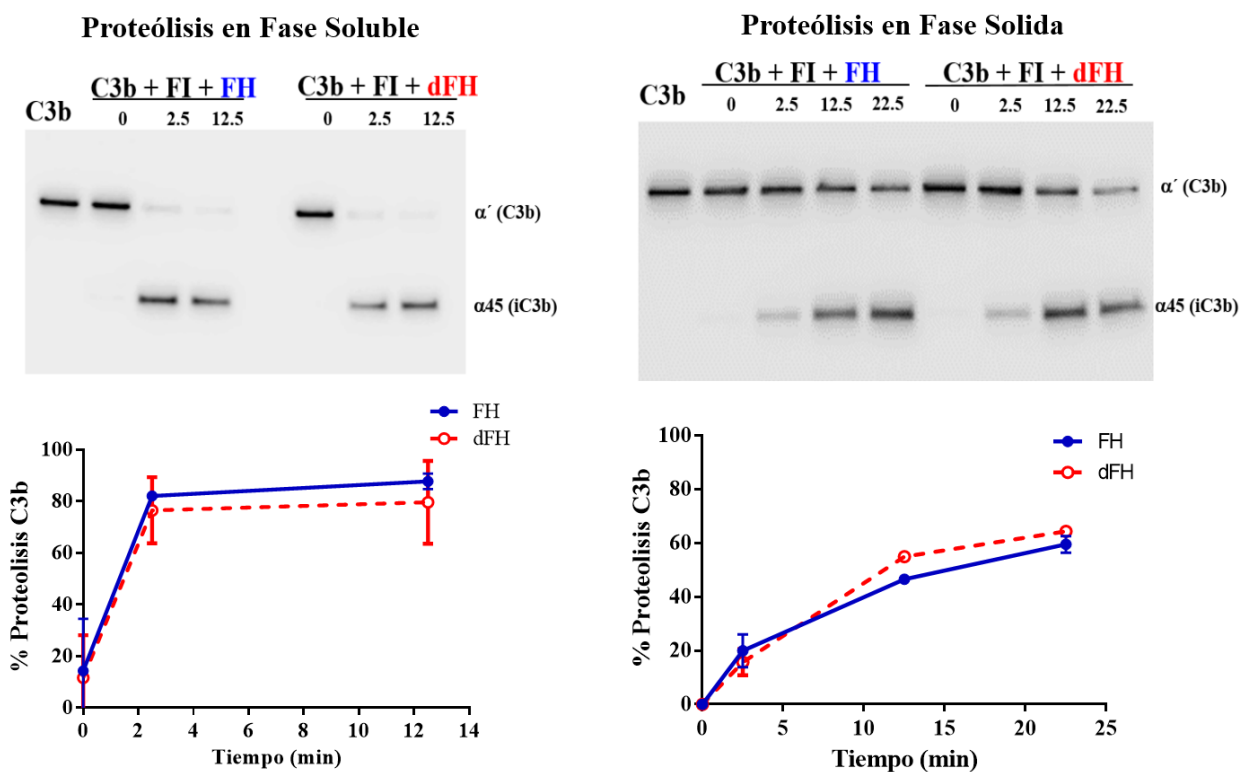 Proteólisis en Fase Soluble
C3b + FI + FH
C3b + FI + dFH
C3b
0 2.5 12.5
0 2.5 12.5
α´ (C3b)
α45 (iC3b)
FH
dFH
% Proteolisis C3b
100
80
60
40
20
0
0 2 4 6 8 10 12 14
Tiempo (min)
Proteólisis en Fase Solida
C3b + FI + FH
C3b + FI + dFH
C3b
0 2.5 12.5 22.5
0 2.5 12.5 22.5
α´ (C3b)
α45 (iC3b)
FH
dFH
% Proteolisis C3b
100
80
60
40
20
0
0 5 10 15 20 25
Tiempo (min)